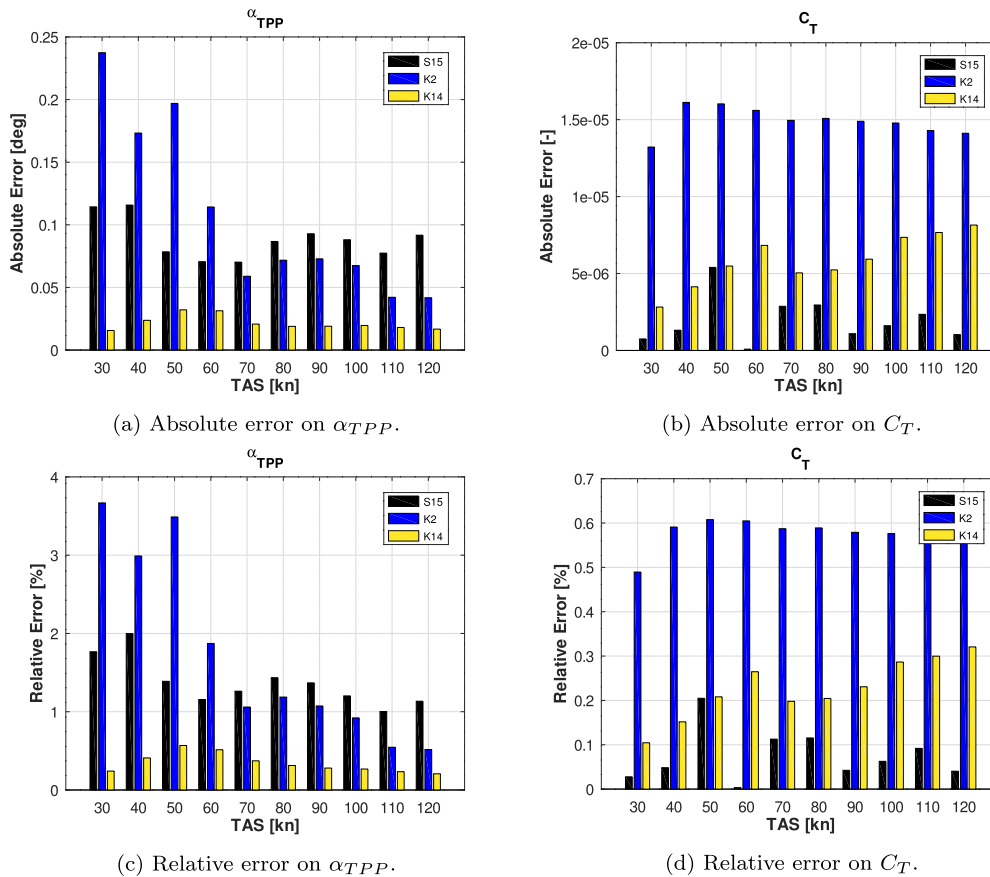 α_TPP
0.25
0.2
0.15
0.1
0.05
0
Absolute Error [deg]
S15
K2
K14
30 40 50 60 70 80 90 100 110 120
TAS [kn]
(a) Absolute error on α_TPP.
C_T
2e-05
1.5e-05
1e-05
5e-06
0
Absolute Error [-]
S15
K2
K14
30 40 50 60 70 80 90 100 110 120
TAS [kn]
(b) Absolute error on C_T.
α_TPP
4
3
2
1
0
Relative Error [%]
S15
K2
K14
30 40 50 60 70 80 90 100 110 120
TAS [kn]
(c) Relative error on α_TPP.
C_T
0.7
0.6
0.5
0.4
0.3
0.2
0.1
0
Relative Error [%]
S15
K2
K14
30 40 50 60 70 80 90 100 110 120
TAS [kn]
(d) Relative error on C_T.